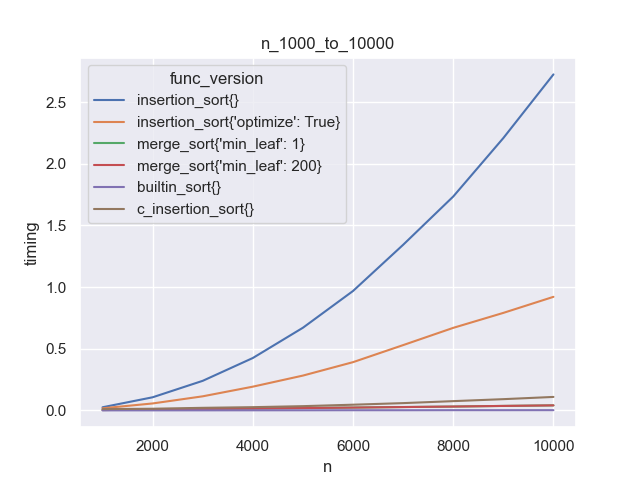 n_1000_to_10000
func_version
insertion_sort{}
insertion_sort{'optimize': True}
merge_sort{'min_leaf': 1}
merge_sort{'min_leaf': 200}
builtin_sort{}
c_insertion_sort{}
2.5
2.0
1.5
1.0
0.5
0.0
timing
2000 4000 6000 8000 10000
n